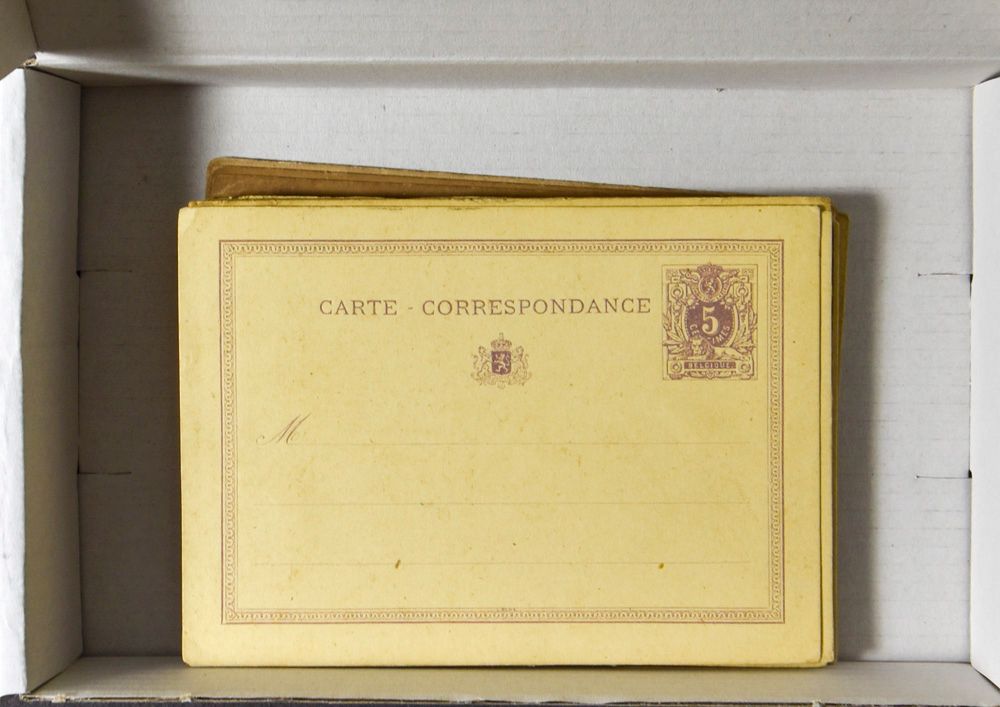 CARTE - CORRESPONDANCE
5
CENTIMES
BELGIQUE
M